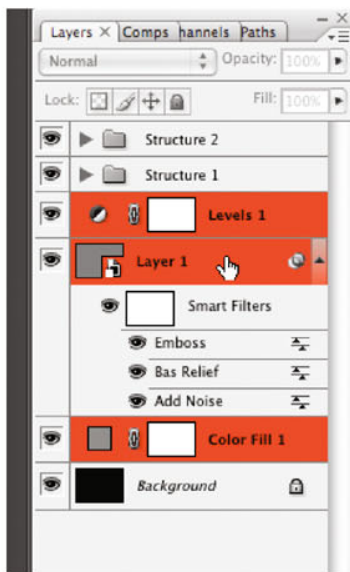 Layers × Comps hannels Paths
Normal Opacity: 100%
Lock: Fill: 100%
Structure 2
Structure 1
Levels 1
Layer 1
Smart Filters
Emboss
Bas Relief
Add Noise
Color Fill 1
Background